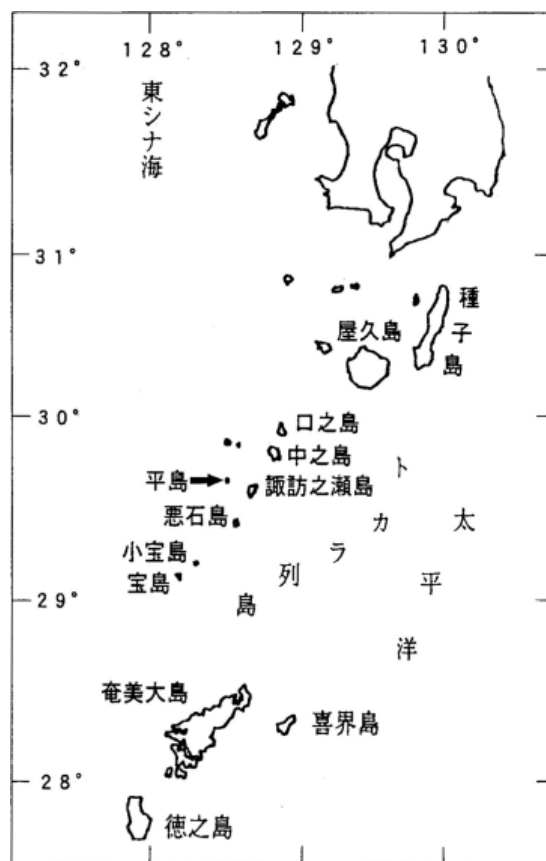 128° 129° 130°
32°
東シナ海
31°
種子島
屋久島
30°
口之島
中之島
平島
諏訪之瀬島
悪石島
小宝島
宝島
トカラ列島
太平洋
29°
奄美大島
喜界島
28°
徳之島